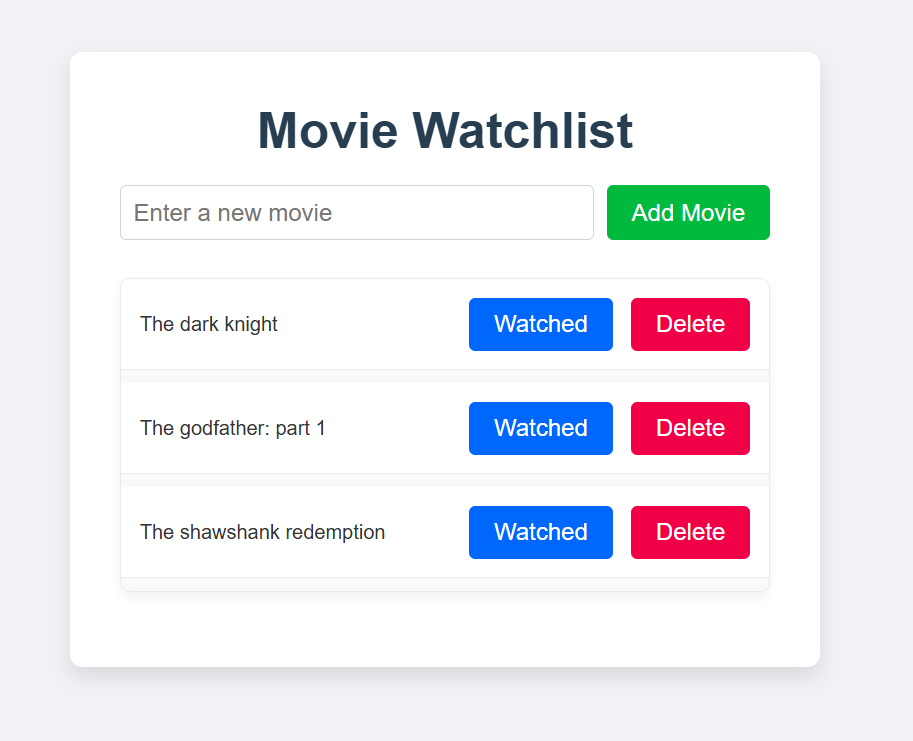 Movie Watchlist
Enter a new movie Add Movie
The dark knight Watched Delete
The godfather: part 1 Watched Delete
The shawshank redemption Watched Delete